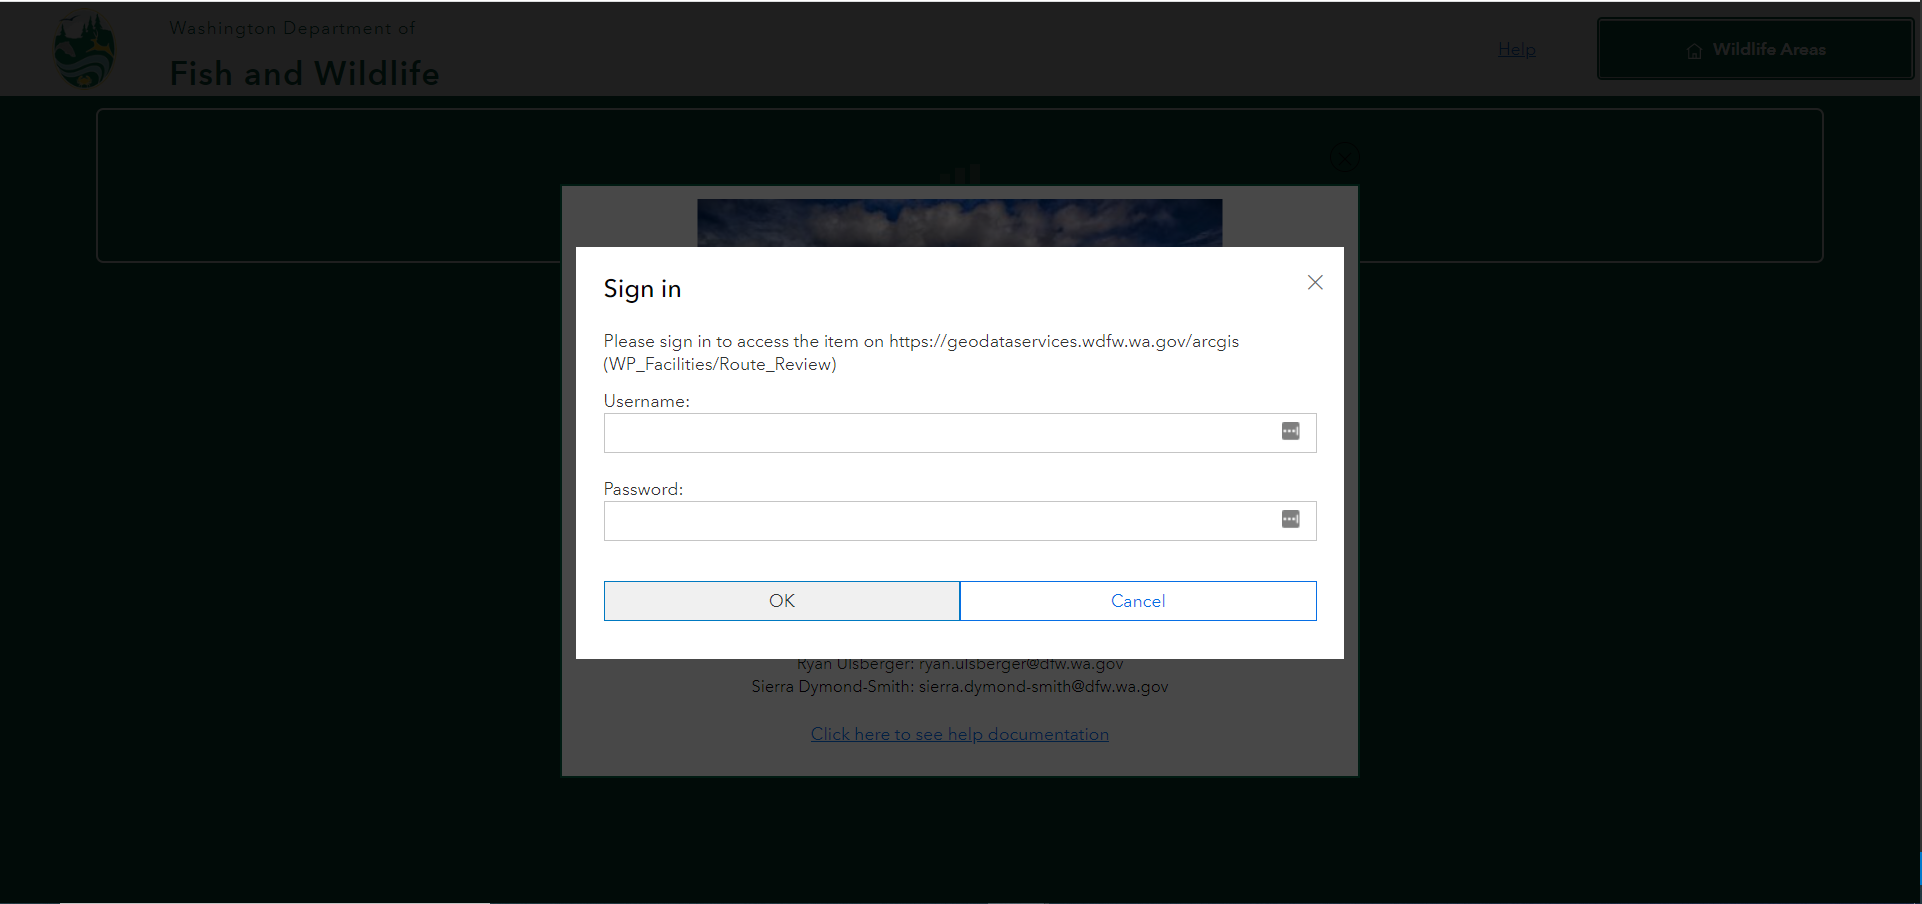 Washington Department of
Fish and Wildlife
Help
Wildlife Areas
Sign in
Please sign in to access the item on https://geodataservices.wdfw.wa.gov/arcgis
(WP_Facilities/Route_Review)
Username:
Password:
OK
Cancel
Ryan Ulsberger: ryan.ulsberger@dfw.wa.gov
Sierra Dymond-Smith: sierra.dymond-smith@dfw.wa.gov
Click here to see help documentation